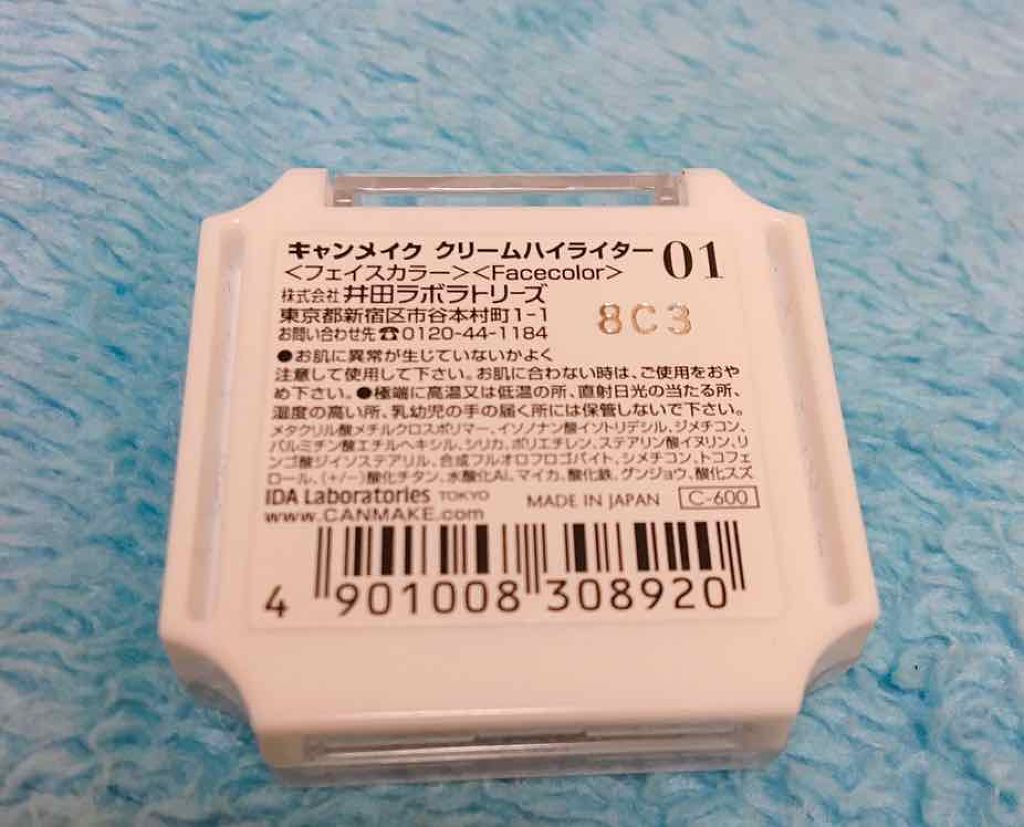 キャンメイク クリームハイライター 01
<フェイスカラー><Facecolor>
株式会社 井田ラボラトリーズ
8C3
東京都新宿区市谷本村町1-1
お問い合わせ先☎0120-44-1184
●お肌に異常が生じていないかよく
注意して使用して下さい。お肌に合わない時は、ご使用をおや
め下さい。●極端に高温又は低温の所、直射日光の当たる所、
湿度の高い所、乳幼児の手の届く所には保管しないで下さい。
メタクリル酸メチルクロスポリマー、イソノナン酸イソトリデシル、ジメチコン、
パルミチン酸エチルヘキシル、シリカ、ポリエチレン、ステアリン酸イヌリン、リ
ンゴ酸ジイソステアリル、合成フルオロフロゴパイト、シメチコン、トコフェ
ロール、(+/-)酸化チタン、水酸化Al、マイカ、酸化鉄、グンジョウ、酸化スズ
IDA Laboratories TOKYO MADE IN JAPAN C-600
www.CANMAKE.com
4 901008 308920